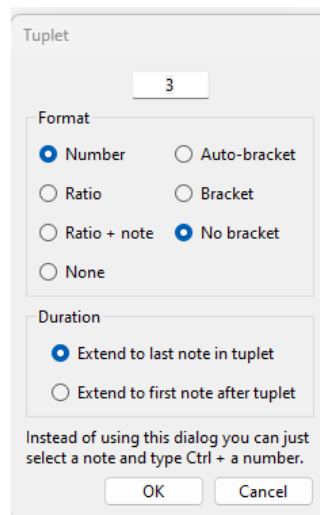 Tuplet
3
Format
Number
Auto-bracket
Ratio
Bracket
Ratio + note
No bracket
None
Duration
Extend to last note in tuplet
Extend to first note after tuplet
Instead of using this dialog you can just
select a note and type Ctrl + a number.
OK
Cancel